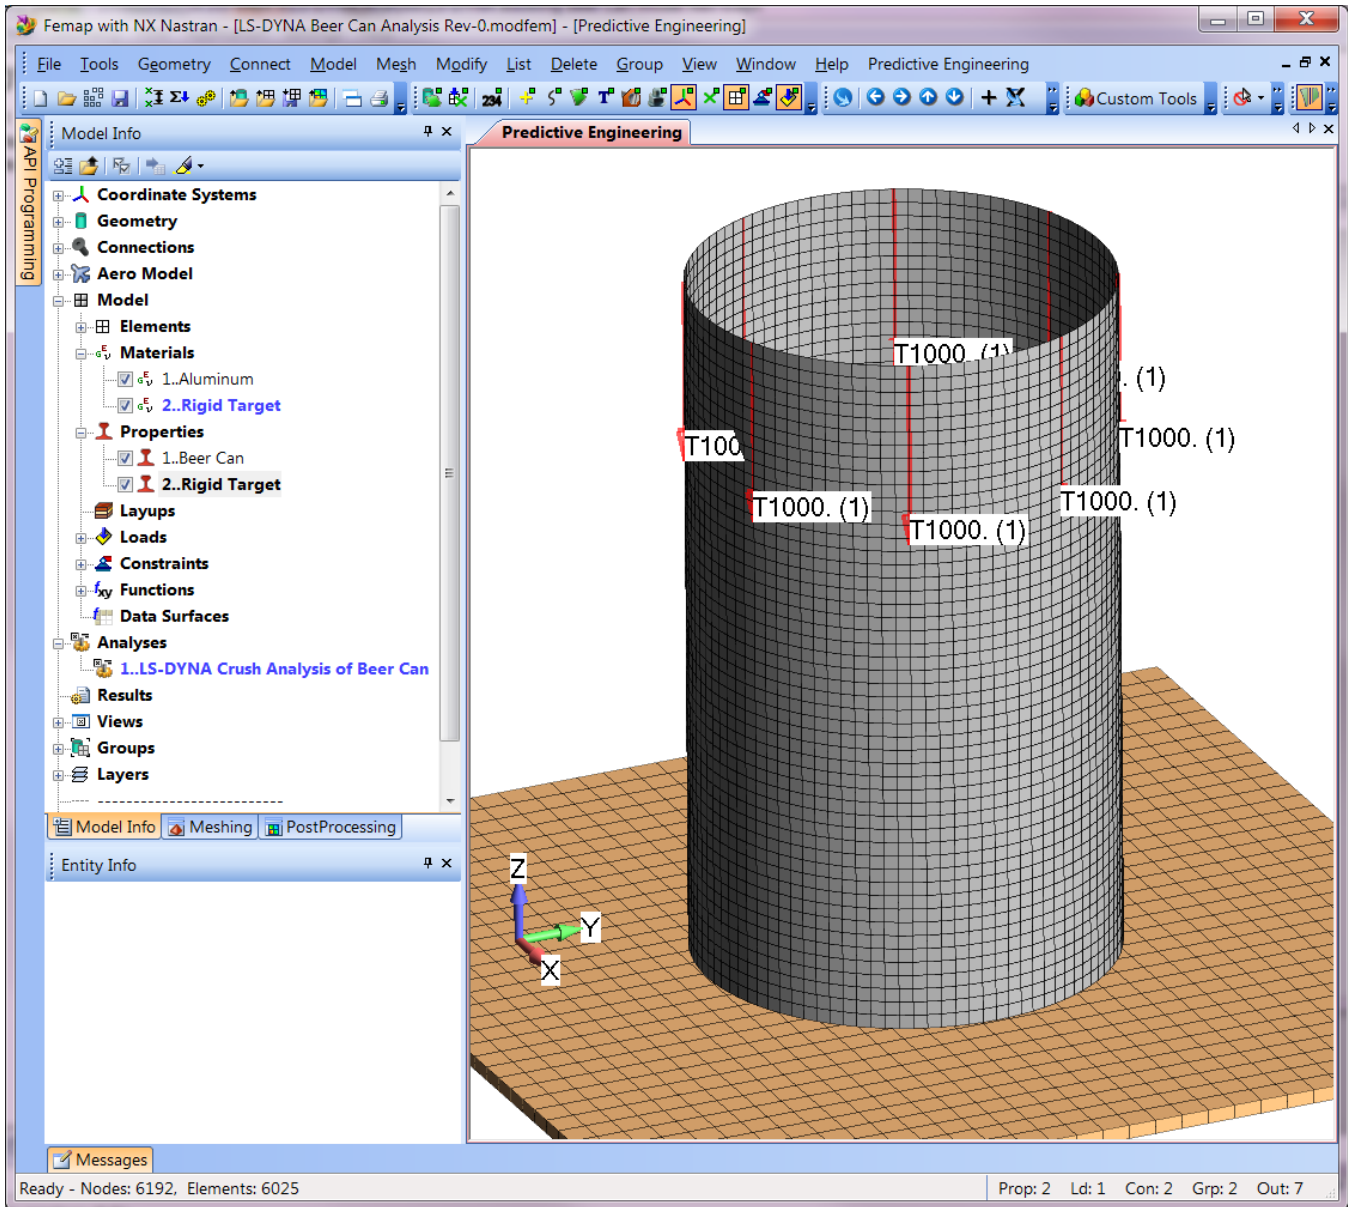 Femap with NX Nastran - [LS-DYNA Beer Can Analysis Rev-0.modfem] - [Predictive Engineering]
File Tools Geometry Connect Model Mesh Modify List Delete Group View Window Help Predictive Engineering
234 T Custom Tools
API Programming
Model Info
Predictive Engineering
Coordinate Systems
Geometry
Connections
Aero Model
Model
Elements
Materials
1..Aluminum
2..Rigid Target
Properties
1..Beer Can
2..Rigid Target
Layups
Loads
Constraints
Functions
Data Surfaces
Analyses
1..LS-DYNA Crush Analysis of Beer Can
Results
Views
Groups
Layers
Model Info Meshing PostProcessing
Entity Info
T1000. (1)
. (1)
T1000. (1)
T100
T1000. (1)
T1000. (1)
T1000. (1)
Z
Y
X
Messages
Ready - Nodes: 6192, Elements: 6025 Prop: 2 Ld: 1 Con: 2 Grp: 2 Out: 7